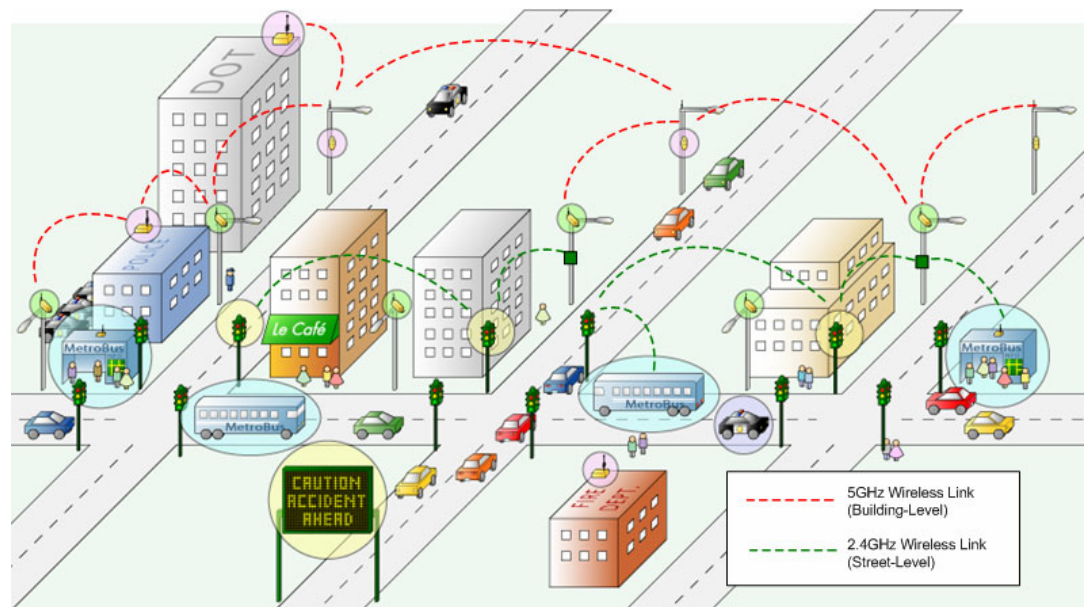 DOT
POLICE
Le Café
MetroBus
MetroBus
MetroBus
MetroBus
CAUTION
ACCIDENT
AHEAD
FIRE
DEPT.
5GHz Wireless Link
(Building-Level)
2.4GHz Wireless Link
(Street-Level)